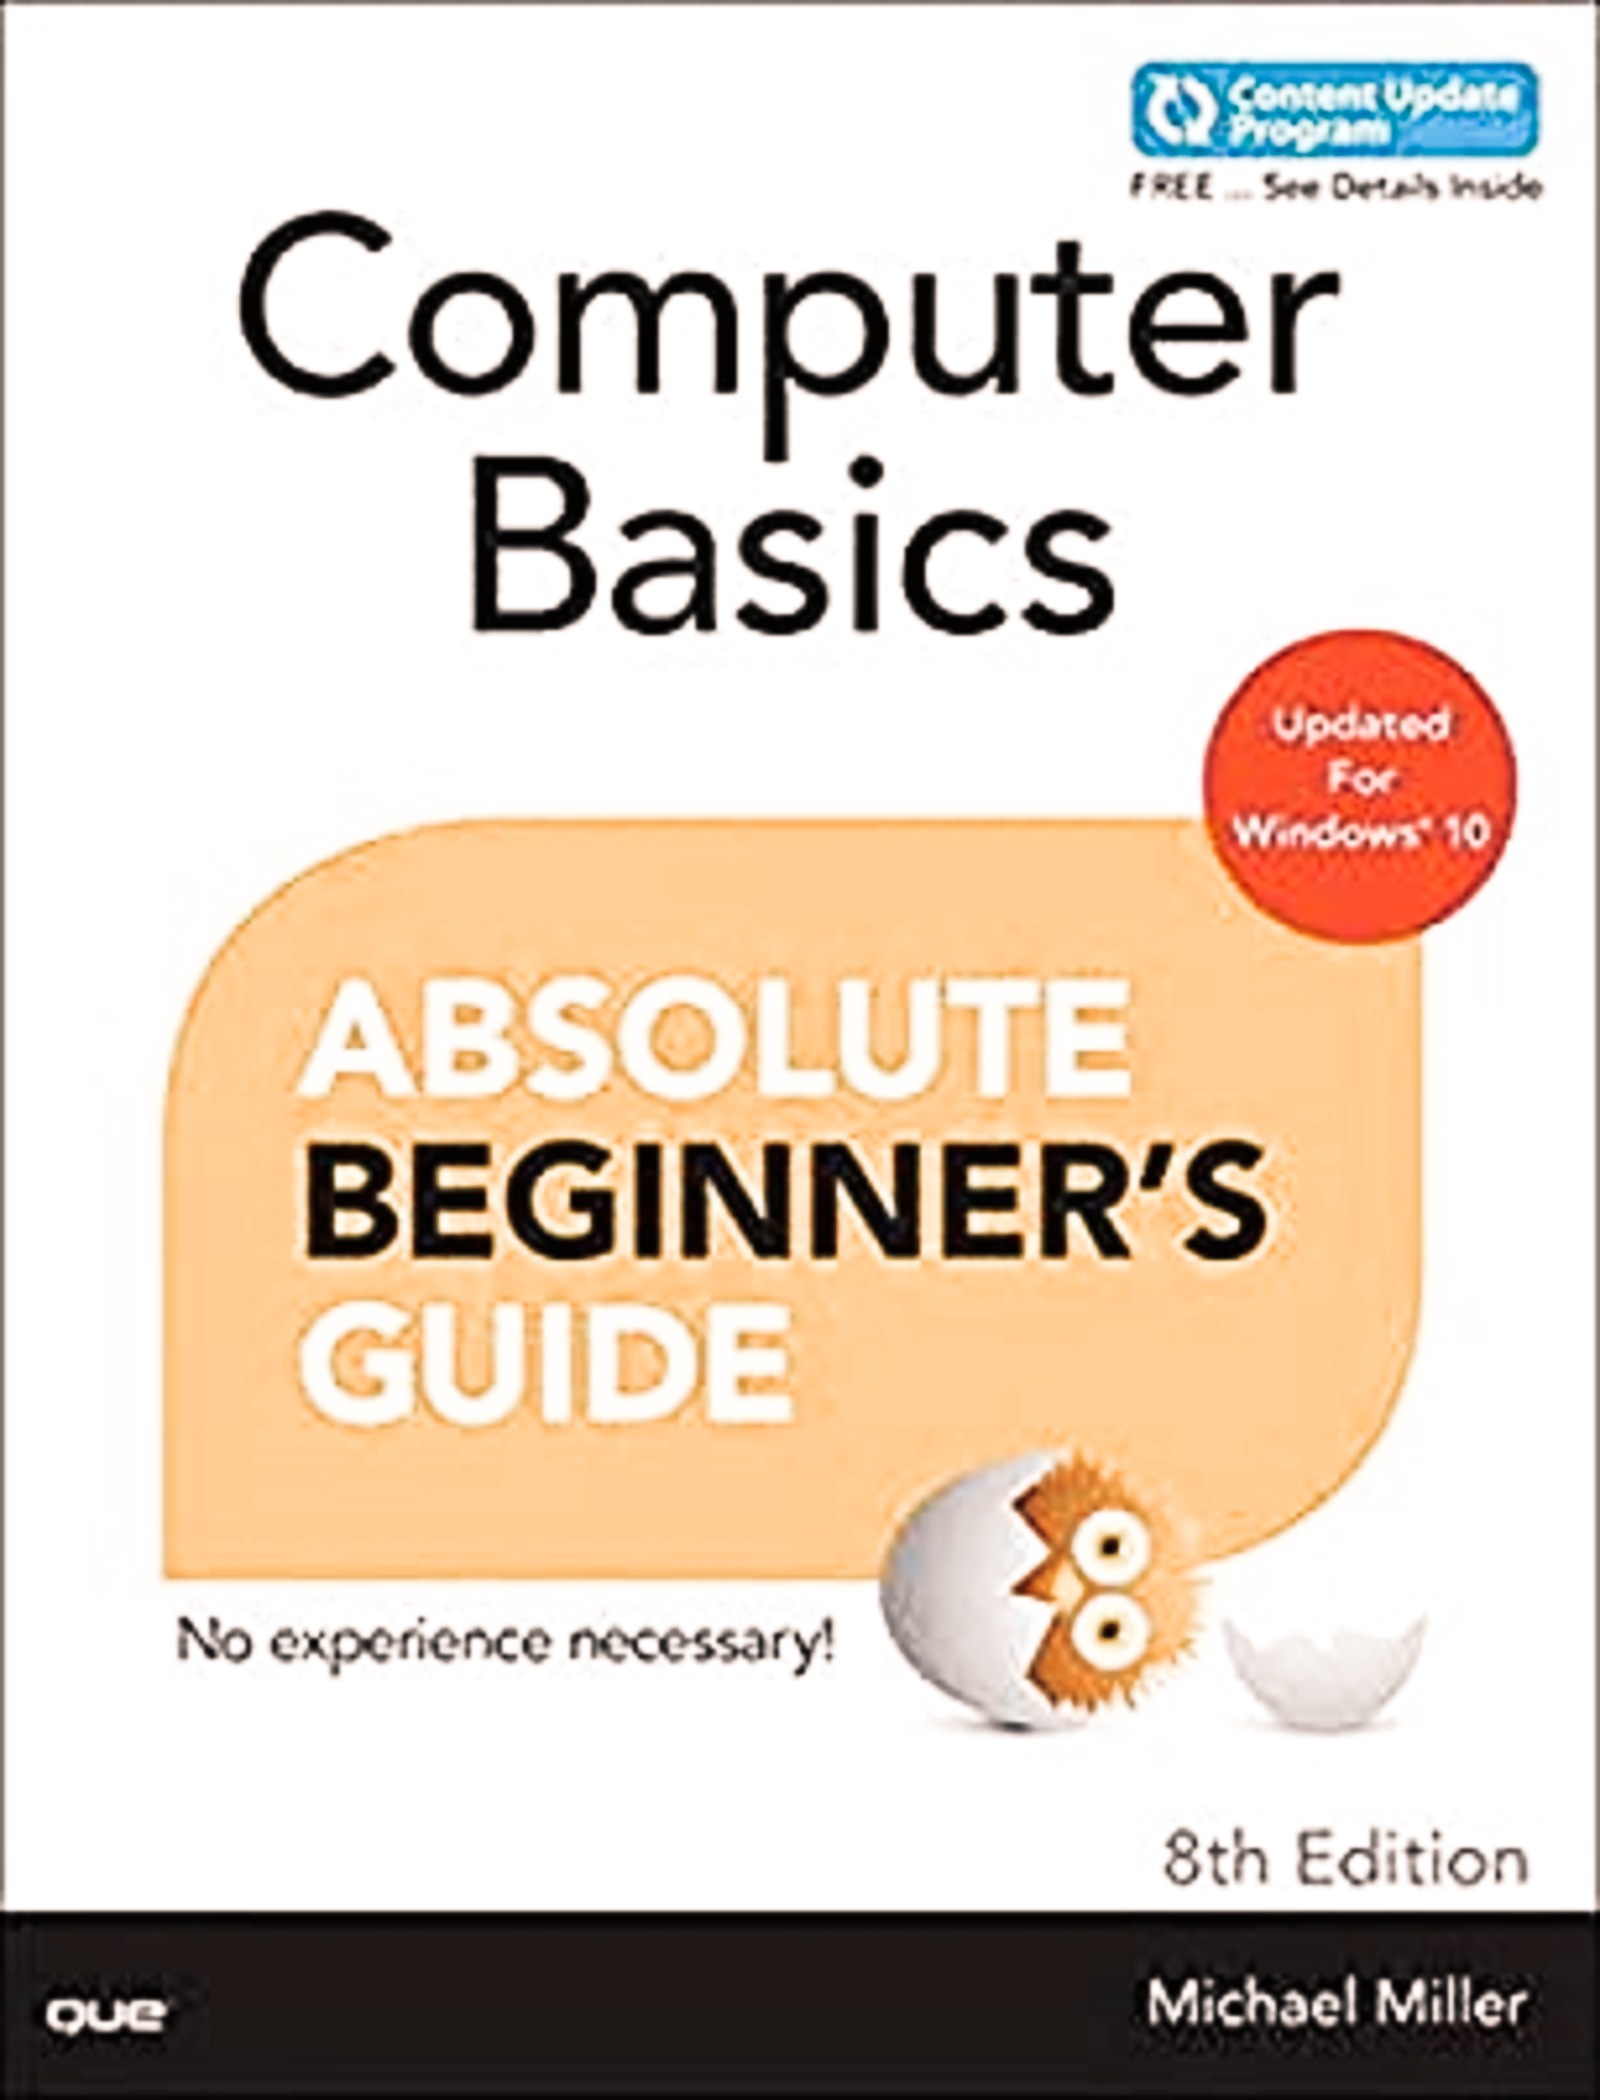 Content Update
Program
FREE ... See Details Inside
Computer
Basics
Updated
For
Windows® 10
ABSOLUTE
BEGINNER'S
GUIDE
No experience necessary!
8th Edition
Michael Miller
que